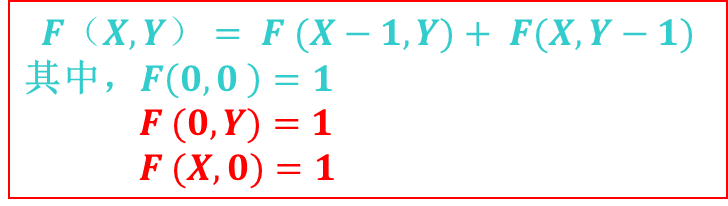 F（X,Y） = F (X − 1,Y) + F(X,Y − 1)
其中，F(0,0 ) = 1
F (0,Y) = 1
F (X,0) = 1